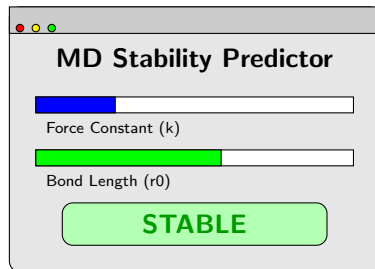 MD Stability Predictor
Force Constant (k)
Bond Length (r0)
STABLE